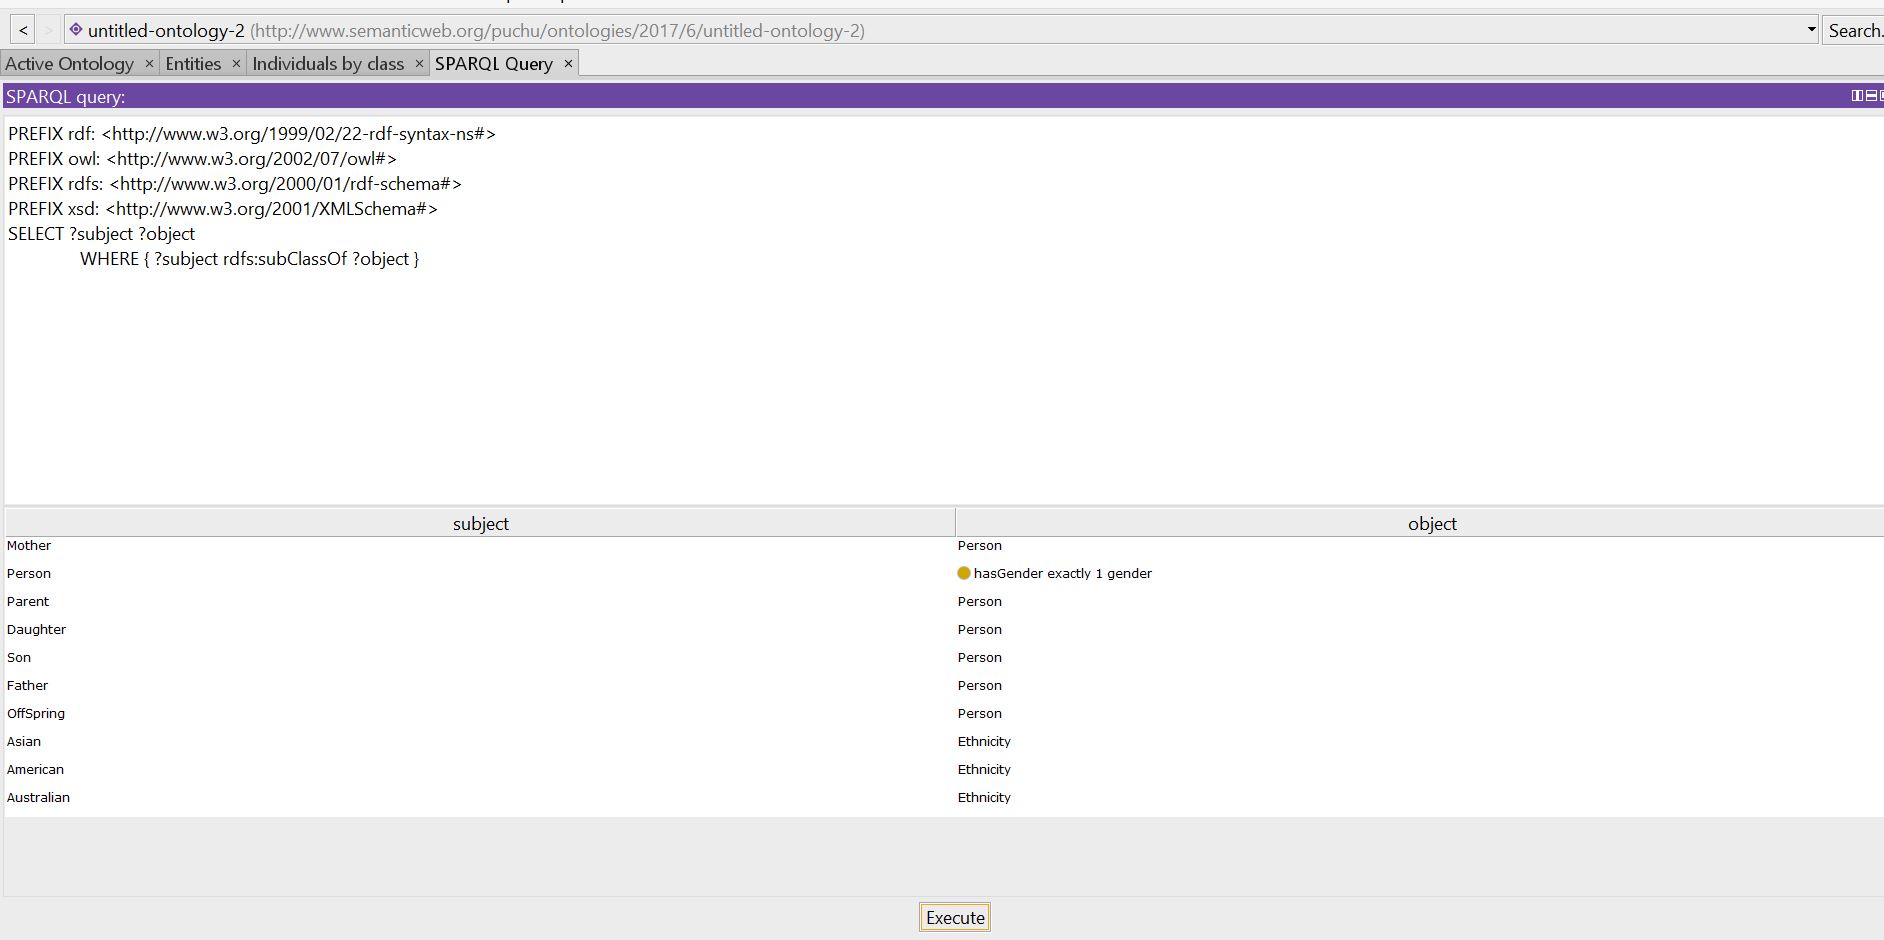 < > untitled-ontology-2 (http://www.semanticweb.org/puchu/ontologies/2017/6/untitled-ontology-2) Search.
Active Ontology × Entities × Individuals by class × SPARQL Query ×
SPARQL query:
PREFIX rdf: <http://www.w3.org/1999/02/22-rdf-syntax-ns#>
PREFIX owl: <http://www.w3.org/2002/07/owl#>
PREFIX rdfs: <http://www.w3.org/2000/01/rdf-schema#>
PREFIX xsd: <http://www.w3.org/2001/XMLSchema#>
SELECT ?subject ?object
WHERE { ?subject rdfs:subClassOf ?object }
subject object
Mother Person
Person hasGender exactly 1 gender
Parent Person
Daughter Person
Son Person
Father Person
OffSpring Person
Asian Ethnicity
American Ethnicity
Australian Ethnicity
Execute